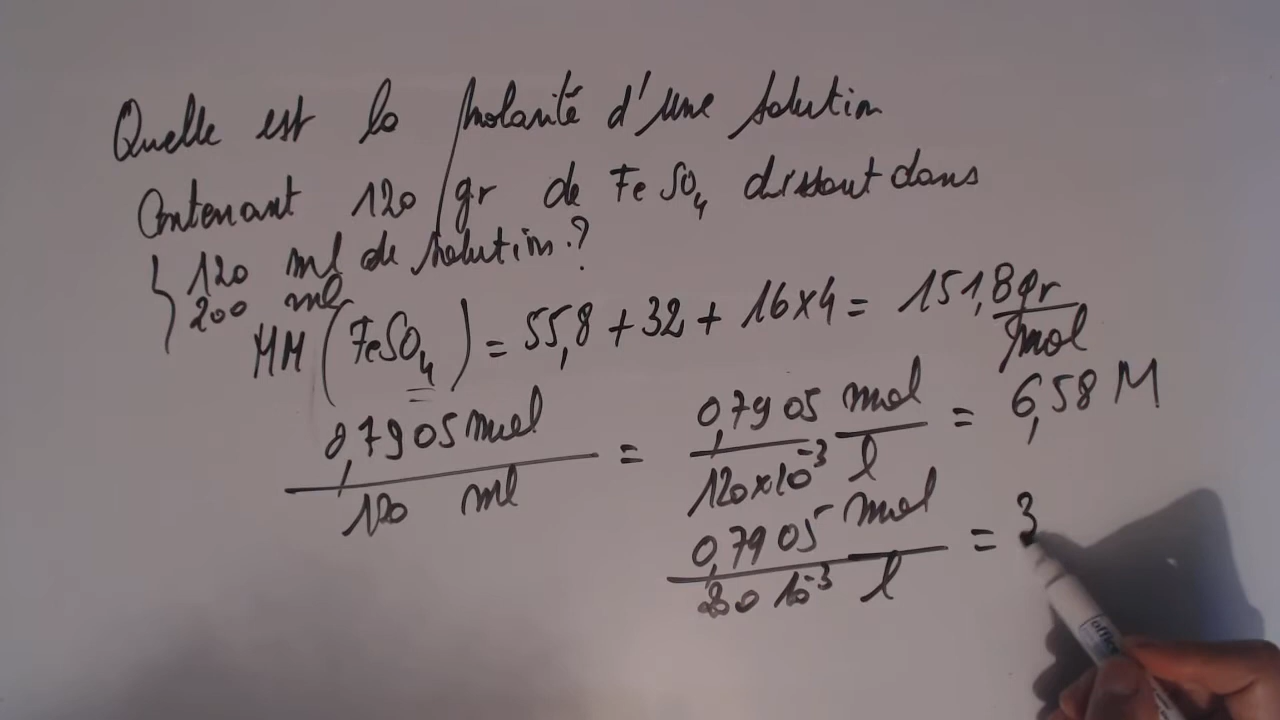 Quelle est la molarité d'une solution
contenant 120 gr de FeSO4 dissout dans
120 ml de solution ?
200 ml
MM (FeSO4) = 55,8 + 32 + 16x4 = 151,8 gr/mol
0,7905 mol / 120 ml = 0,7905 mol / 120x10^-3 l = 6,58 M
0,7905 mol / 200 10^-3 l = 3
office